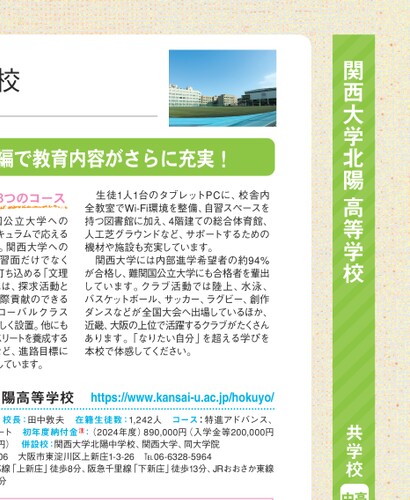 校
編で教育内容がさらに充実！
3つのコース
国公立大学への
キュラムで応える
。関西大学への
習面だけでなく
打ち込める「文理
は、探求活動と
際貢献のできる
コーバルクラス
しく設置。他にも
スリートを養成する
ど、進路目標に
しています。
生徒1人1台のタブレットPCに、校舎内
全教室でWi-Fi環境を整備、自習スペースを
持つ図書館に加え、4階建ての総合体育館、
人工芝グラウンドなど、サポートするための
機材や施設も充実しています。
関西大学には内部進学希望者の約94%
が合格し、難関国公立大学にも合格者を輩出
しています。クラブ活動では陸上、水泳、
バスケットボール、サッカー、ラグビー、創作
ダンスなどが全国大会へ出場しているほか、
近畿、大阪の上位で活躍するクラブがたくさん
あります。「なりたい自分」を超える学びを
本校で体感してください。
陽高等学校 https://www.kansai-u.ac.jp/hokuyo/
校長：田中敦夫 在籍生徒数：1,242人 コース：特進アドバンス、
ート 初年度納付金注：（2024年度）890,000円（入学金等200,000
円） 併設校：関西大学北陽中学校、関西大学、同大学院
06 大阪市東淀川区上新庄1-3-26 TEL06-6328-5964
線「上新庄」徒歩8分、阪急千里線「下新庄」徒歩13分、JRおおさか東線
分
関西大学北陽高等学校
共学校
高
中